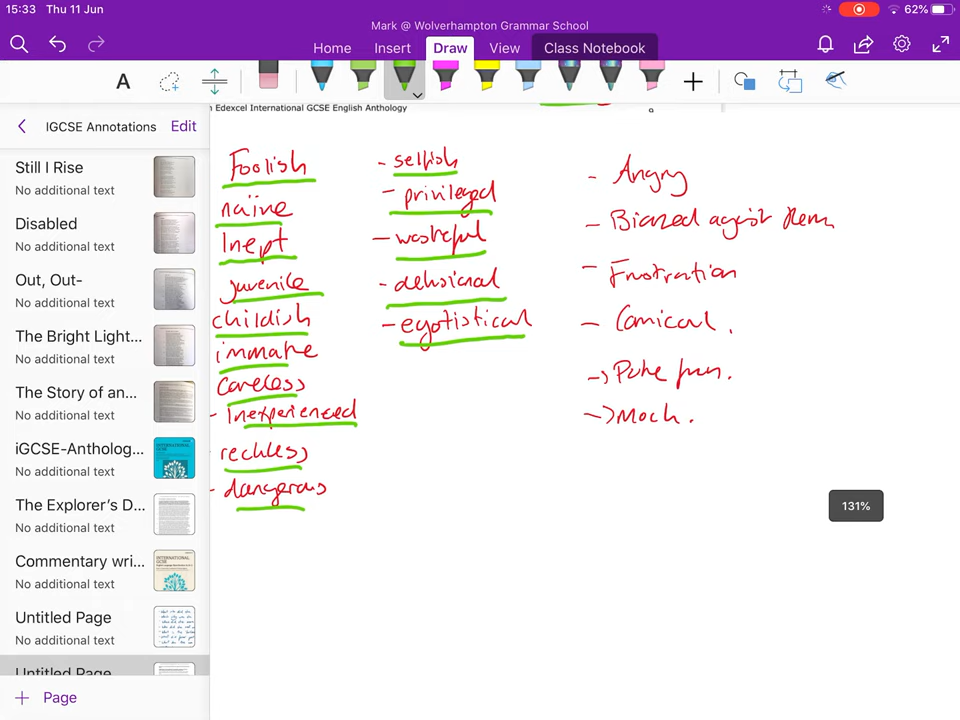 15:33 Thu 11 Jun
62%
Mark @ Wolverhampton Grammar School
Home Insert Draw View Class Notebook
A
IGCSE Annotations Edit
Still I Rise
No additional text
Disabled
No additional text
Out, Out-
No additional text
The Bright Light...
No additional text
The Story of an...
No additional text
iGCSE-Antholog...
No additional text
The Explorer's D...
No additional text
Commentary wri...
No additional text
Untitled Page
No additional text
Untitled Page
Page
n Edexcel International GCSE English Anthology
9
Foolish
naïve
Inept
juvenile
childish
immatre
careless
- Inexperienced
reckless
- dangerous
- selfish
- privileged
- wasteful
- delusional
- egotistical
- Angry
- Biazed against them
- Frustration
- Comical.
-> Poke fun.
-> Mock.
131%